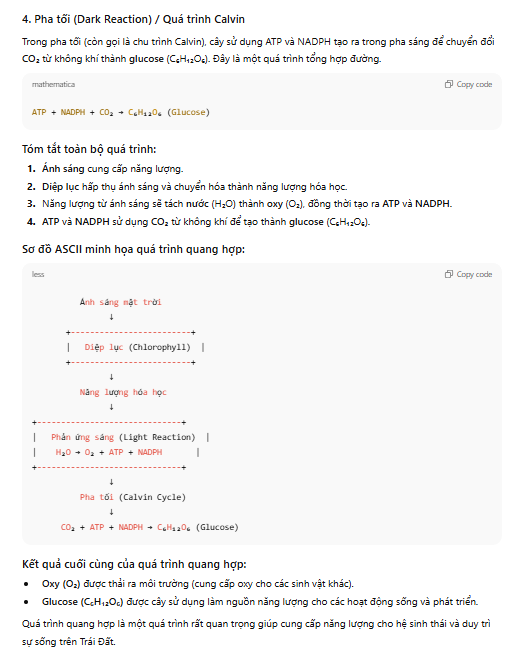 4. Pha tối (Dark Reaction) / Quá trình Calvin
Trong pha tối (còn gọi là chu trình Calvin), cây sử dụng ATP và NADPH tạo ra trong pha sáng để chuyển đổi
CO₂ từ không khí thành glucose (C₆H₁₂O₆). Đây là một quá trình tổng hợp đường.
mathematica
Copy code
ATP + NADPH + CO₂ → C₆H₁₂O₆ (Glucose)
Tóm tắt toàn bộ quá trình:
1. Ánh sáng cung cấp năng lượng.
2. Diệp lục hấp thụ ánh sáng và chuyển hóa thành năng lượng hóa học.
3. Năng lượng từ ánh sáng sẽ tách nước (H₂O) thành oxy (O₂), đồng thời tạo ra ATP và NADPH.
4. ATP và NADPH sử dụng CO₂ từ không khí để tạo thành glucose (C₆H₁₂O₆).
Sơ đồ ASCII minh họa quá trình quang hợp:
less
Copy code
Ánh sáng mặt trời
↓
+-------------------------+
| Diệp lục (Chlorophyll) |
+-------------------------+
↓
Năng lượng hóa học
↓
+------------------------------+
| Phản ứng sáng (Light Reaction) |
| H₂O → O₂ + ATP + NADPH |
+------------------------------+
↓
Pha tối (Calvin Cycle)
↓
CO₂ + ATP + NADPH → C₆H₁₂O₆ (Glucose)
Kết quả cuối cùng của quá trình quang hợp:
• Oxy (O₂) được thải ra môi trường (cung cấp oxy cho các sinh vật khác).
• Glucose (C₆H₁₂O₆) được cây sử dụng làm nguồn năng lượng cho các hoạt động sống và phát triển.
Quá trình quang hợp là một quá trình rất quan trọng giúp cung cấp năng lượng cho hệ sinh thái và duy trì
sự sống trên Trái Đất.